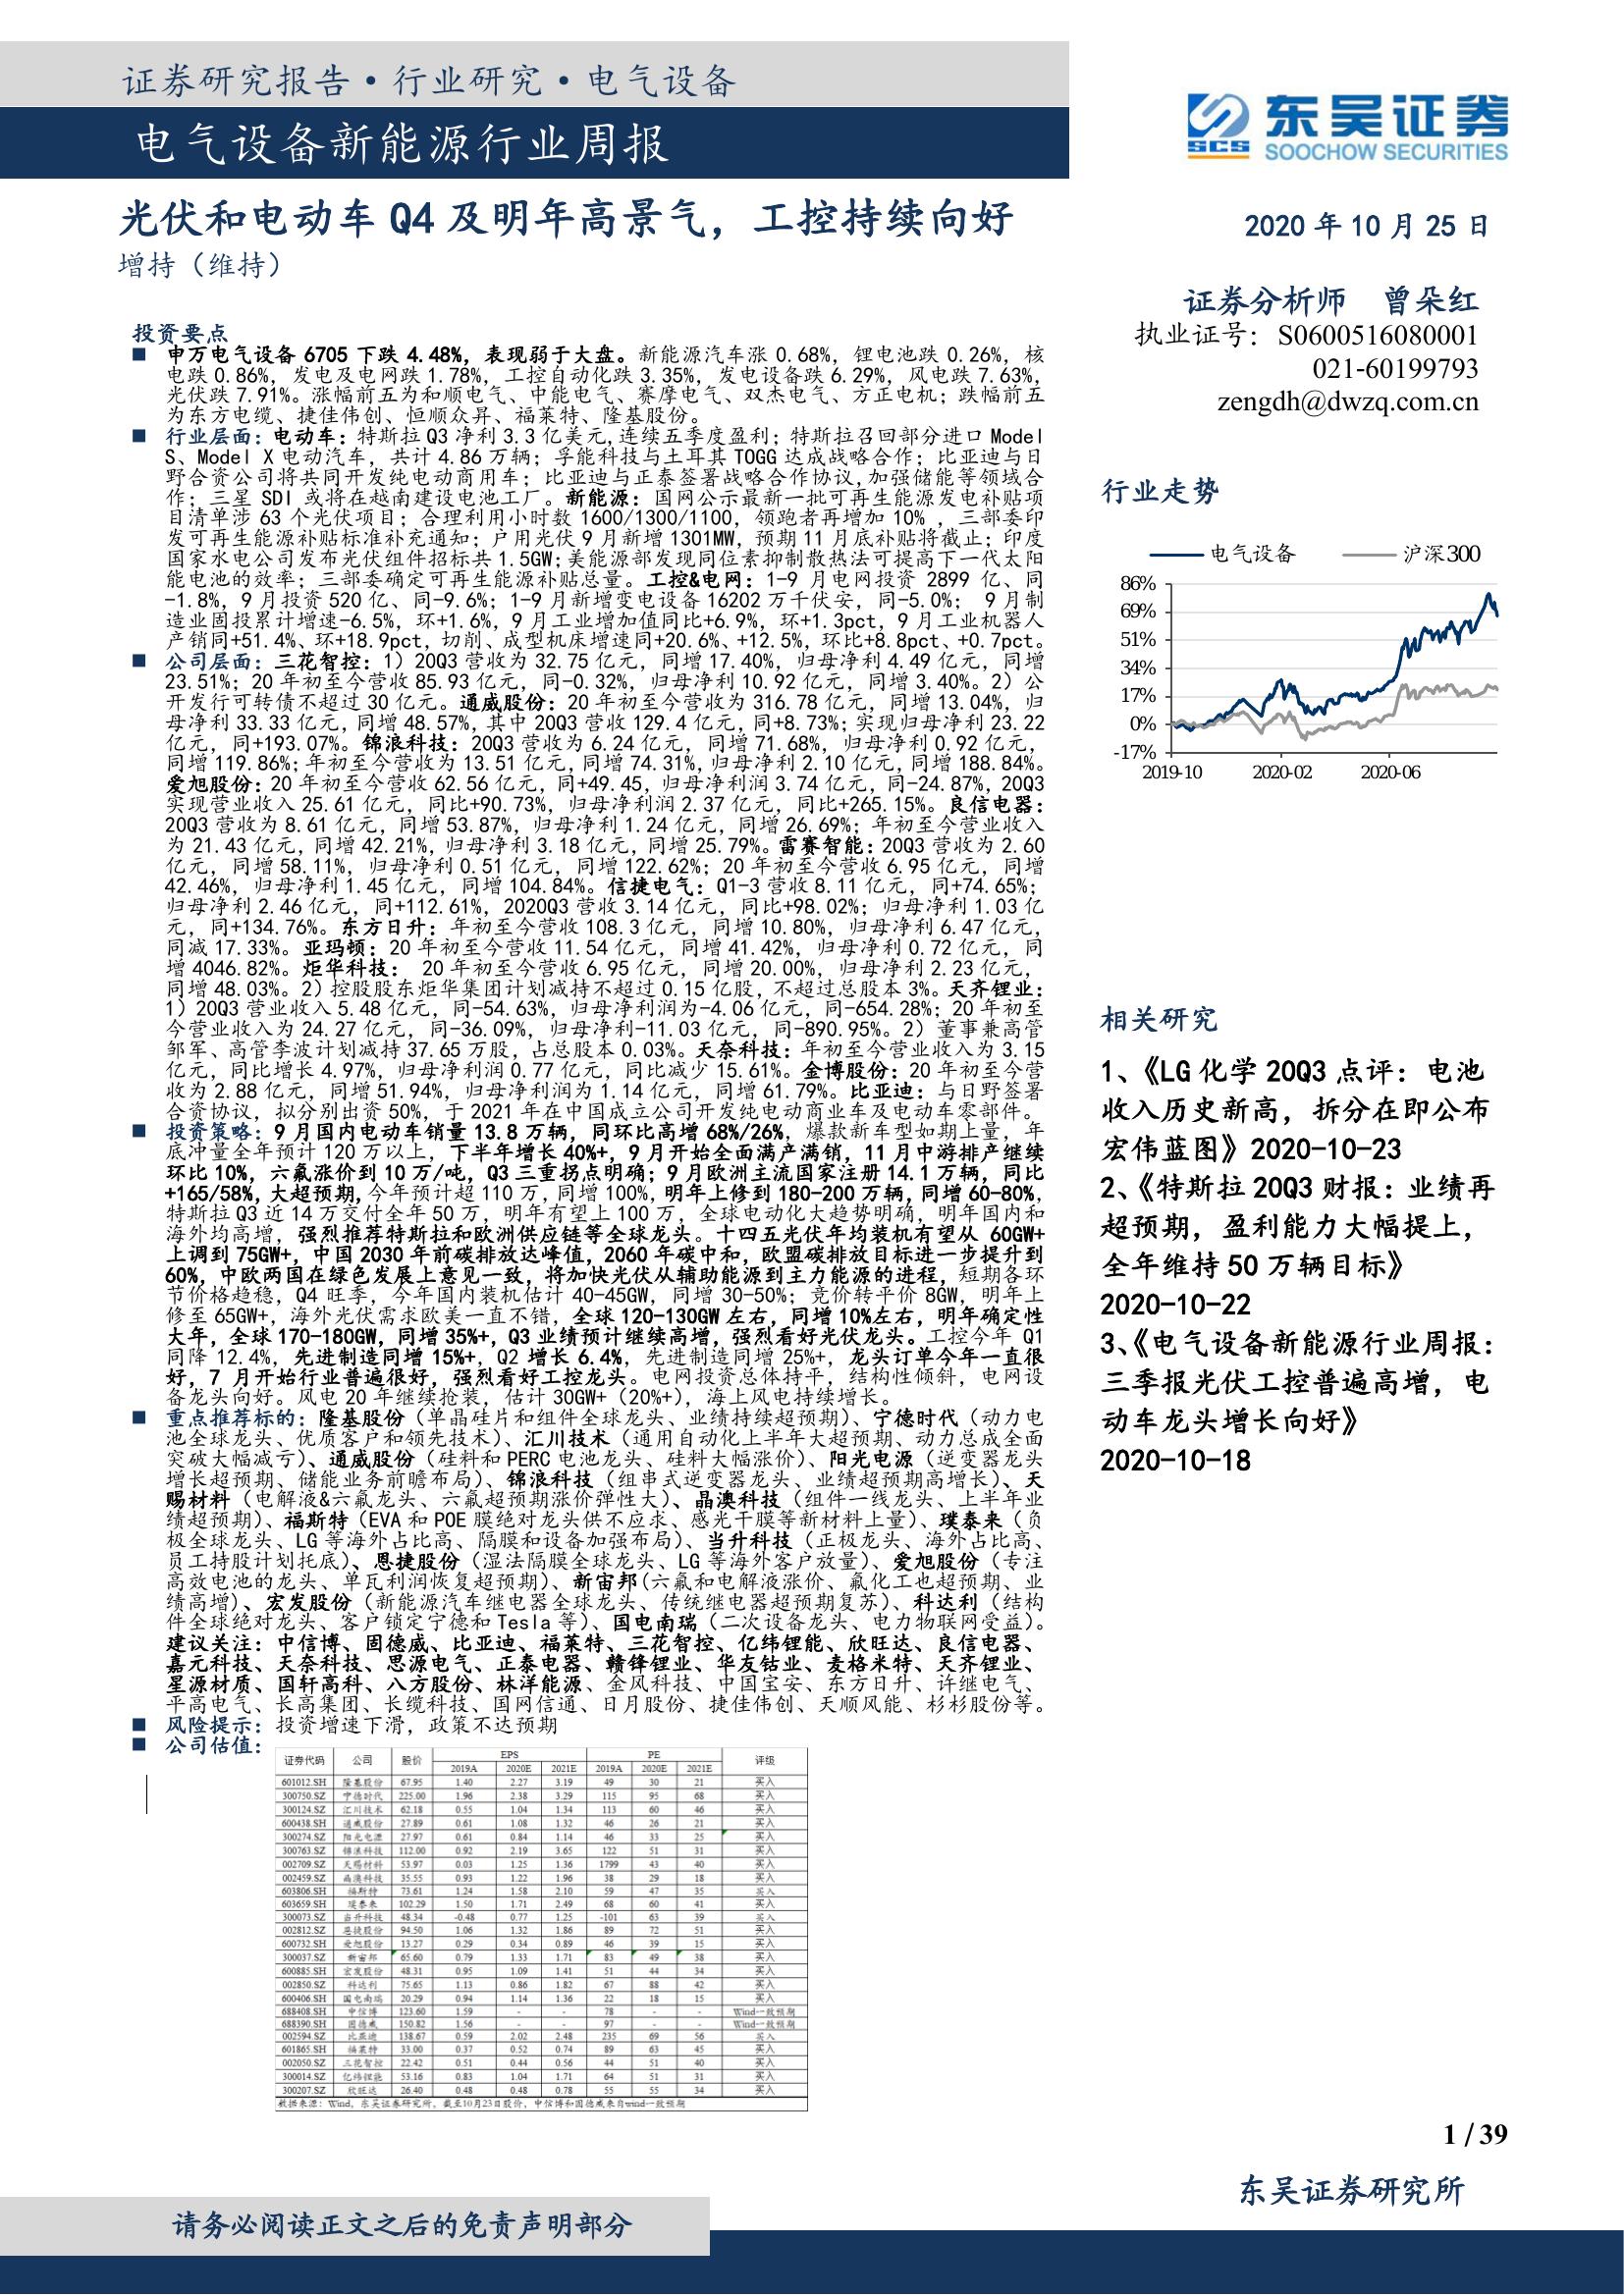 证券研究报告·行业研究·电气设备
电气设备新能源行业周报
东吴证券
SCS
SOOCHOW SECURITIES
光伏和电动车 Q4 及明年高景气，工控持续向好
增持（维持）
2020 年 10 月 25 日
证券分析师 曾朵红
执业证号：S0600516080001
021-60199793
zengdh@dwzq.com.cn
投资要点
■ 申万电气设备 6705 下跌 4.48%，表现弱于大盘。新能源汽车涨 0.68%，锂电池跌 0.26%，核
电跌 0.86%，发电及电网跌 1.78%，工控自动化跌 3.35%，发电设备跌 6.29%，风电跌 7.63%，
光伏跌 7.91%。涨幅前五为和顺电气、中能电气、赛摩电气、双杰电气、方正电机；跌幅前五
为东方电缆、捷佳伟创、恒顺众昇、福莱特、隆基股份。
■ 行业层面：电动车：特斯拉 Q3 净利 3.3 亿美元,连续五季度盈利；特斯拉召回部分进口 Model
S、Model X 电动汽车，共计 4.86 万辆；孚能科技与土耳其 TOGG 达成战略合作；比亚迪与日
野合资公司将共同开发纯电动商用车；比亚迪与正泰签署战略合作协议,加强储能等领域合
作；三星 SDI 或将在越南建设电池工厂。新能源：国网公示最新一批可再生能源发电补贴项
目清单涉 63 个光伏项目；合理利用小时数 1600/1300/1100，领跑者再增加 10% ，三部委印
发可再生能源补贴标准补充通知；户用光伏 9 月新增 1301MW，预期 11 月底补贴将截止；印度
国家水电公司发布光伏组件招标共 1.5GW；美能源部发现同位素抑制散热法可提高下一代太阳
能电池的效率；三部委确定可再生能源补贴总量。工控&电网：1-9 月电网投资 2899 亿、同
-1.8%，9 月投资 520 亿、同-9.6%；1-9 月新增变电设备 16202 万千伏安，同-5.0%； 9 月制
造业固投累计增速-6.5%，环+1.6%，9 月工业增加值同比+6.9%，环+1.3pct，9 月工业机器人
产销同+51.4%、环+18.9pct，切削、成型机床增速同+20.6%、+12.5%，环比+8.8pct、+0.7pct。
■ 公司层面：三花智控：1）20Q3 营收为 32.75 亿元，同增 17.40%，归母净利 4.49 亿元，同增
23.51%；20 年初至今营收 85.93 亿元，同-0.32%，归母净利 10.92 亿元，同增 3.40%。2）公
开发行可转债不超过 30 亿元。通威股份：20 年初至今营收为 316.78 亿元，同增 13.04%，归
母净利 33.33 亿元，同增 48.57%，其中 20Q3 营收 129.4 亿元，同+8.73%；实现归母净利 23.22
亿元，同+193.07%。锦浪科技：20Q3 营收为 6.24 亿元，同增 71.68%，归母净利 0.92 亿元，
同增 119.86%；年初至今营收为 13.51 亿元，同增 74.31%，归母净利 2.10 亿元，同增 188.84%。
爱旭股份：20 年初至今营收 62.56 亿元，同+49.45，归母净利润 3.74 亿元，同-24.87%，20Q3
实现营业收入 25.61 亿元，同比+90.73%，归母净利润 2.37 亿元，同比+265.15%。良信电器：
20Q3 营收为 8.61 亿元，同增 53.87%，归母净利 1.24 亿元，同增 26.69%；年初至今营业收入
为 21.43 亿元，同增 42.21%，归母净利 3.18 亿元，同增 25.79%。雷赛智能：20Q3 营收为 2.60
亿元，同增 58.11%，归母净利 0.51 亿元，同增 122.62%；20 年初至今营收 6.95 亿元，同增
42.46%，归母净利 1.45 亿元，同增 104.84%。信捷电气：Q1-3 营收 8.11 亿元，同+74.65%；
归母净利 2.46 亿元，同+112.61%，2020Q3 营收 3.14 亿元，同比+98.02%；归母净利 1.03 亿
元，同+134.76%。东方日升：年初至今营收 108.3 亿元，同增 10.80%，归母净利 6.47 亿元，
同减 17.33%。亚玛顿：20 年初至今营收 11.54 亿元，同增 41.42%，归母净利 0.72 亿元，同
增 4046.82%。炬华科技： 20 年初至今营收 6.95 亿元，同增 20.00%，归母净利 2.23 亿元，
同增 48.03%。2）控股股东炬华集团计划减持不超过 0.15 亿股，不超过总股本 3%。天齐锂业：
1）20Q3 营业收入 5.48 亿元，同-54.63%，归母净利润为-4.06 亿元，同-654.28%；20 年初至
今营业收入为 24.27 亿元，同-36.09%，归母净利-11.03 亿元，同-890.95%。2）董事兼高管
邹军、高管李波计划减持 37.65 万股，占总股本 0.03%。天奈科技：年初至今营业收入为 3.15
亿元，同比增长 4.97%，归母净利润 0.77 亿元，同比减少 15.61%。金博股份：20 年初至今营
收为 2.88 亿元，同增 51.94%，归母净利润为 1.14 亿元，同增 61.79%。比亚迪：与日野签署
合资协议，拟分别出资 50%，于 2021 年在中国成立公司开发纯电动商业车及电动车零部件。
■ 投资策略：9 月国内电动车销量 13.8 万辆，同环比高增 68%/26%，爆款新车型如期上量，年
底冲量全年预计 120 万以上，下半年增长 40%+，9 月开始全面满产满销，11 月中游排产继续
环比 10%，六氟涨价到 10 万/吨，Q3 三重拐点明确；9 月欧洲主流国家注册 14.1 万辆，同比
+165/58%，大超预期，今年预计超 110 万，同增 100%，明年上修到 180-200 万辆，同增 60-80%，
特斯拉 Q3 近 14 万交付全年 50 万，明年有望上 100 万，全球电动化大趋势明确，明年国内和
海外均高增，强烈推荐特斯拉和欧洲供应链等全球龙头。十四五光伏年均装机有望从 60GW+
上调到 75GW+，中国 2030 年前碳排放达峰值，2060 年碳中和，欧盟碳排放目标进一步提升到
60%，中欧两国在绿色发展上意见一致，将加快光伏从辅助能源到主力能源的进程，短期各环
节价格趋稳，Q4 旺季，今年国内装机估计 40-45GW，同增 30-50%；竞价转平价 8GW，明年上
修至 65GW+，海外光伏需求欧美一直不错，全球 120-130GW 左右，同增 10%左右，明年确定性
大年，全球 170-180GW，同增 35%+，Q3 业绩预计继续高增，强烈看好光伏龙头。工控今年 Q1
同降 12.4%，先进制造同增 15%+，Q2 增长 6.4%，先进制造同增 25%+，龙头订单今年一直很
好，7 月开始行业普遍很好，强烈看好工控龙头。电网投资总体持平，结构性倾斜，电网设
备龙头向好。风电 20 年继续抢装，估计 30GW+（20%+），海上风电持续增长。
■ 重点推荐标的：隆基股份（单晶硅片和组件全球龙头、业绩持续超预期）、宁德时代（动力电
池全球龙头、优质客户和领先技术）、汇川技术（通用自动化上半年大超预期、动力总成全面
突破大幅减亏）、通威股份（硅料和 PERC 电池龙头、硅料大幅涨价）、阳光电源（逆变器龙头
增长超预期、储能业务前瞻布局）、锦浪科技（组串式逆变器龙头、业绩超预期高增长）、天
赐材料（电解液&六氟龙头、六氟超预期涨价弹性大）、晶澳科技（组件一线龙头、上半年业
绩超预期）、福斯特（EVA 和 POE 膜绝对龙头供不应求、感光干膜等新材料上量）、璞泰来（负
极全球龙头、LG 等海外占比高、隔膜和设备加强布局）、当升科技（正极龙头、海外占比高、
员工持股计划托底）、恩捷股份（湿法隔膜全球龙头、LG 等海外客户放量）、爱旭股份（专注
高效电池的龙头、单瓦利润恢复超预期）、新宙邦(六氟和电解液涨价、氟化工也超预期、业
绩高增)、宏发股份（新能源汽车继电器全球龙头、传统继电器超预期复苏）、科达利（结构
件全球绝对龙头、客户锁定宁德和 Tesla 等）、国电南瑞（二次设备龙头、电力物联网受益）。
建议关注：中信博、固德威、比亚迪、福莱特、三花智控、亿纬锂能、欣旺达、良信电器、
嘉元科技、天奈科技、思源电气、正泰电器、赣锋锂业、华友钴业、麦格米特、天齐锂业、
星源材质、国轩高科、八方股份、林洋能源、金风科技、中国宝安、东方日升、许继电气、
平高电气、长高集团、长缆科技、国网信通、日月股份、捷佳伟创、天顺风能、杉杉股份等。
■ 风险提示：投资增速下滑，政策不达预期
■ 公司估值：
证券代码 公司 股价 EPS PE 评级
2019A 2020E 2021E 2019A 2020E 2021E
601012.SH 隆基股份 67.95 1.40 2.27 3.19 49 30 21 买入
300750.SZ 宁德时代 225.00 1.96 2.38 3.29 115 95 68 买入
300124.SZ 汇川技术 62.18 0.55 1.04 1.34 113 60 46 买入
600438.SH 通威股份 27.89 0.61 1.08 1.32 46 26 21 买入
300274.SZ 阳光电源 27.97 0.61 0.84 1.14 46 33 25 买入
300763.SZ 锦浪科技 112.00 0.92 2.19 3.65 122 51 31 买入
002709.SZ 天赐材料 53.97 0.03 1.25 1.36 1799 43 40 买入
002459.SZ 晶澳科技 35.55 0.93 1.22 1.96 38 29 18 买入
603806.SH 福斯特 73.61 1.24 1.58 2.10 59 47 35 买入
603659.SH 璞泰来 102.29 1.50 1.71 2.49 68 60 41 买入
300073.SZ 当升科技 48.34 -0.48 0.77 1.25 -101 63 39 买入
002812.SZ 恩捷股份 94.50 1.06 1.32 1.86 89 72 51 买入
600732.SH 爱旭股份 13.27 0.29 0.34 0.89 46 39 15 买入
300037.SZ 新宙邦 65.60 0.79 1.33 1.71 83 49 38 买入
600885.SH 宏发股份 48.31 0.95 1.09 1.41 51 44 34 买入
002850.SZ 科达利 75.65 1.13 0.86 1.82 67 88 42 买入
600406.SH 国电南瑞 20.29 0.94 1.14 1.36 22 18 15 买入
688408.SH 中信博 123.60 1.59 - - 78 - - Wind一致预期
688390.SH 固德威 150.82 1.56 - - 97 - - Wind一致预期
002594.SZ 比亚迪 138.67 0.59 2.02 2.48 235 69 56 买入
601865.SH 福莱特 33.00 0.37 0.52 0.74 89 63 45 买入
002050.SZ 三花智控 22.42 0.51 0.44 0.56 44 51 40 买入
300014.SZ 亿纬锂能 53.16 0.83 1.04 1.71 64 51 31 买入
300207.SZ 欣旺达 26.40 0.48 0.48 0.78 55 55 34 买入
数据来源：Wind，东吴证券研究所，截至10月23日股价，中信博和固德威来自wind一致预期
行业走势
电气设备 沪深300
86%
69%
51%
34%
17%
0%
-17%
2019-10 2020-02 2020-06
相关研究
1、《LG 化学 20Q3 点评：电池
收入历史新高，拆分在即公布
宏伟蓝图》2020-10-23
2、《特斯拉 20Q3 财报：业绩再
超预期，盈利能力大幅提上，
全年维持 50 万辆目标》
2020-10-22
3、《电气设备新能源行业周报：
三季报光伏工控普遍高增，电
动车龙头增长向好》
2020-10-18
1 / 39
东吴证券研究所
请务必阅读正文之后的免责声明部分